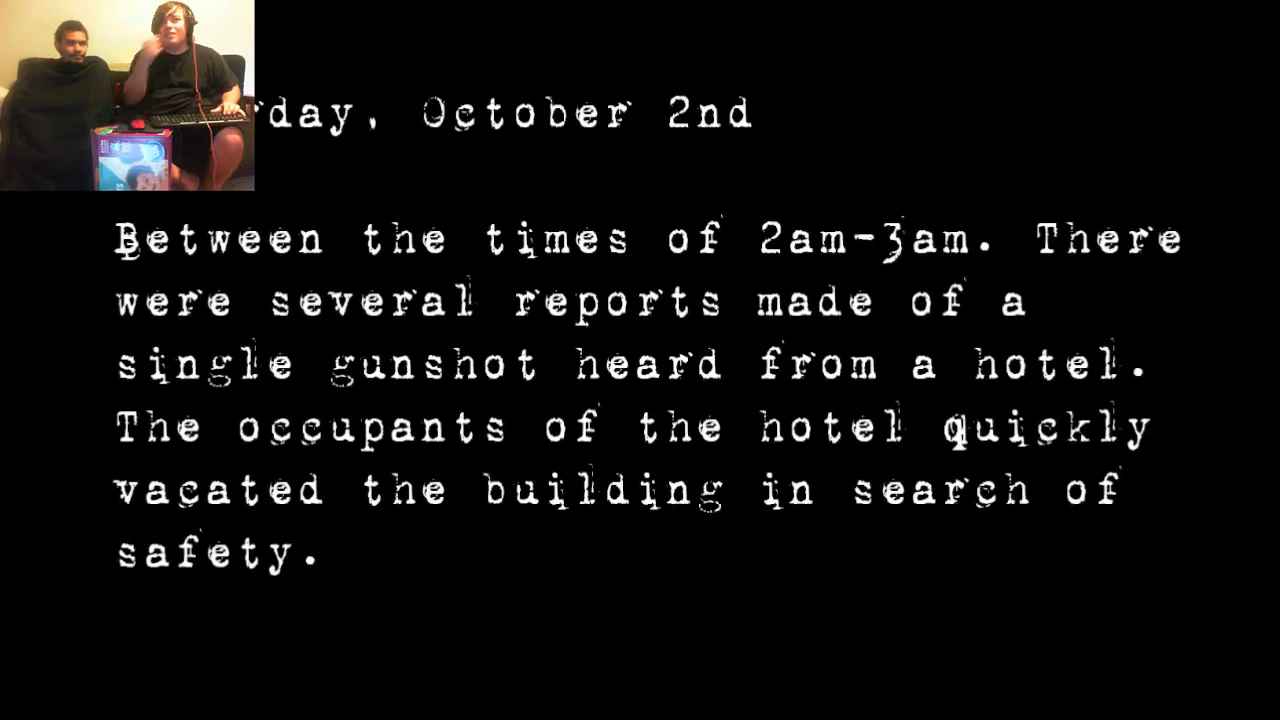 rday, October 2nd
Between the times of 2am-3am. There
were several reports made of a
single gunshot heard from a hotel.
The occupants of the hotel quickly
vacated the building in search of
safety.